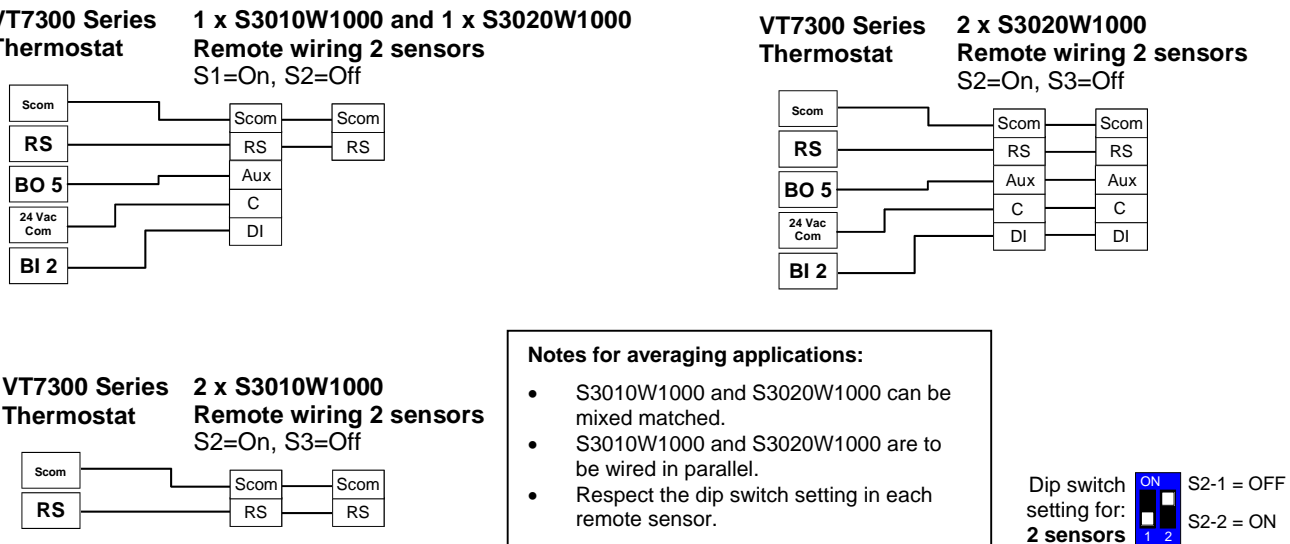 VT7300 Series
Thermostat
1 x S3010W1000 and 1 x S3020W1000
Remote wiring 2 sensors
S1=On, S2=Off
Scom
RS
BO 5
24 Vac
Com
BI 2
Scom
RS
Aux
C
DI
Scom
RS
VT7300 Series
Thermostat
2 x S3020W1000
Remote wiring 2 sensors
S2=On, S3=Off
Scom
RS
BO 5
24 Vac
Com
BI 2
Scom
RS
Aux
C
DI
Scom
RS
Aux
C
DI
VT7300 Series
Thermostat
2 x S3010W1000
Remote wiring 2 sensors
S2=On, S3=Off
Scom
RS
Scom
RS
Scom
RS
Notes for averaging applications:
• S3010W1000 and S3020W1000 can be
mixed matched.
• S3010W1000 and S3020W1000 are to
be wired in parallel.
• Respect the dip switch setting in each
remote sensor.
Dip switch
setting for:
2 sensors
ON
1 2
S2-1 = OFF
S2-2 = ON